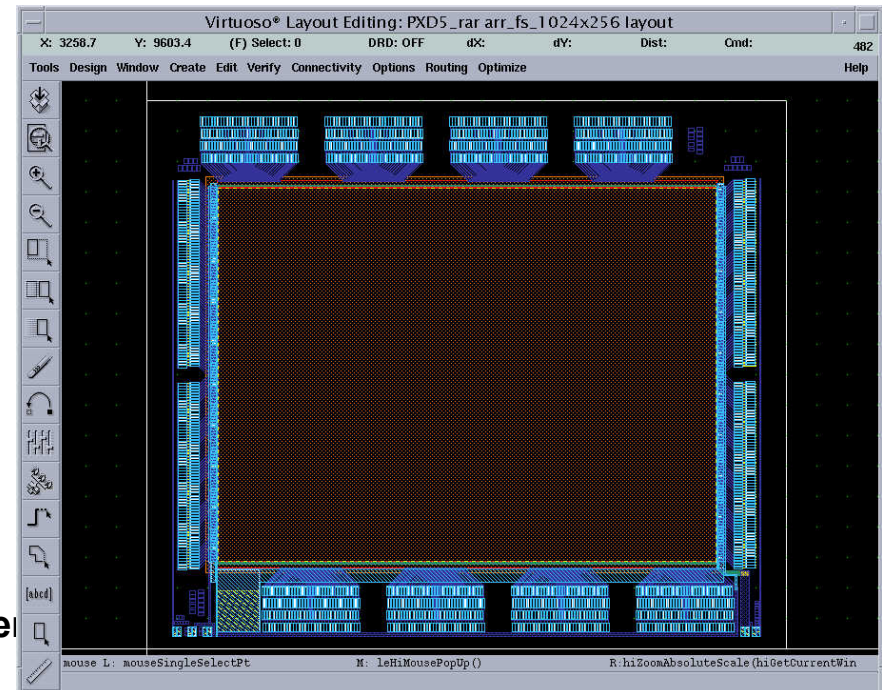 Virtuoso® Layout Editing: PXD5_rar arr_fs_1024x256 layout
X: 3258.7 Y: 9603.4 (F) Select: 0 DRD: OFF dX: dY: Dist: Cmd: 482
Tools Design Window Create Edit Verify Connectivity Options Routing Optimize Help
[abcd]
er
mouse L: mouseSingleSelectPt M: leHiMousePopUp() R:hiZoomAbsoluteScale(hiGetCurrentWin